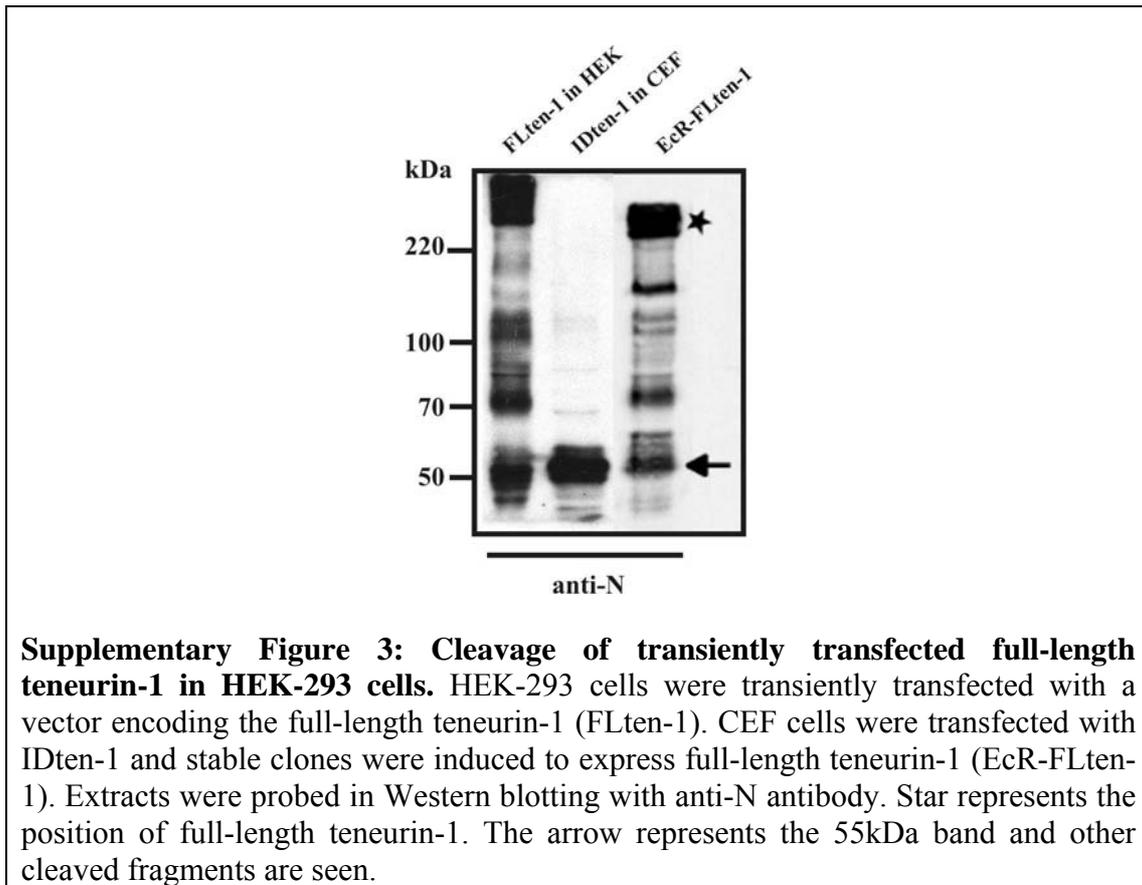 FLten-1 in HEK
IDten-1 in CEF
EcR-FLten-1
kDa
220
100
70
50
anti-N
Supplementary Figure 3: Cleavage of transiently transfected full-length
teneurin-1 in HEK-293 cells. HEK-293 cells were transiently transfected with a
vector encoding the full-length teneurin-1 (FLten-1). CEF cells were transfected with
IDten-1 and stable clones were induced to express full-length teneurin-1 (EcR-FLten-
1). Extracts were probed in Western blotting with anti-N antibody. Star represents the
position of full-length teneurin-1. The arrow represents the 55kDa band and other
cleaved fragments are seen.